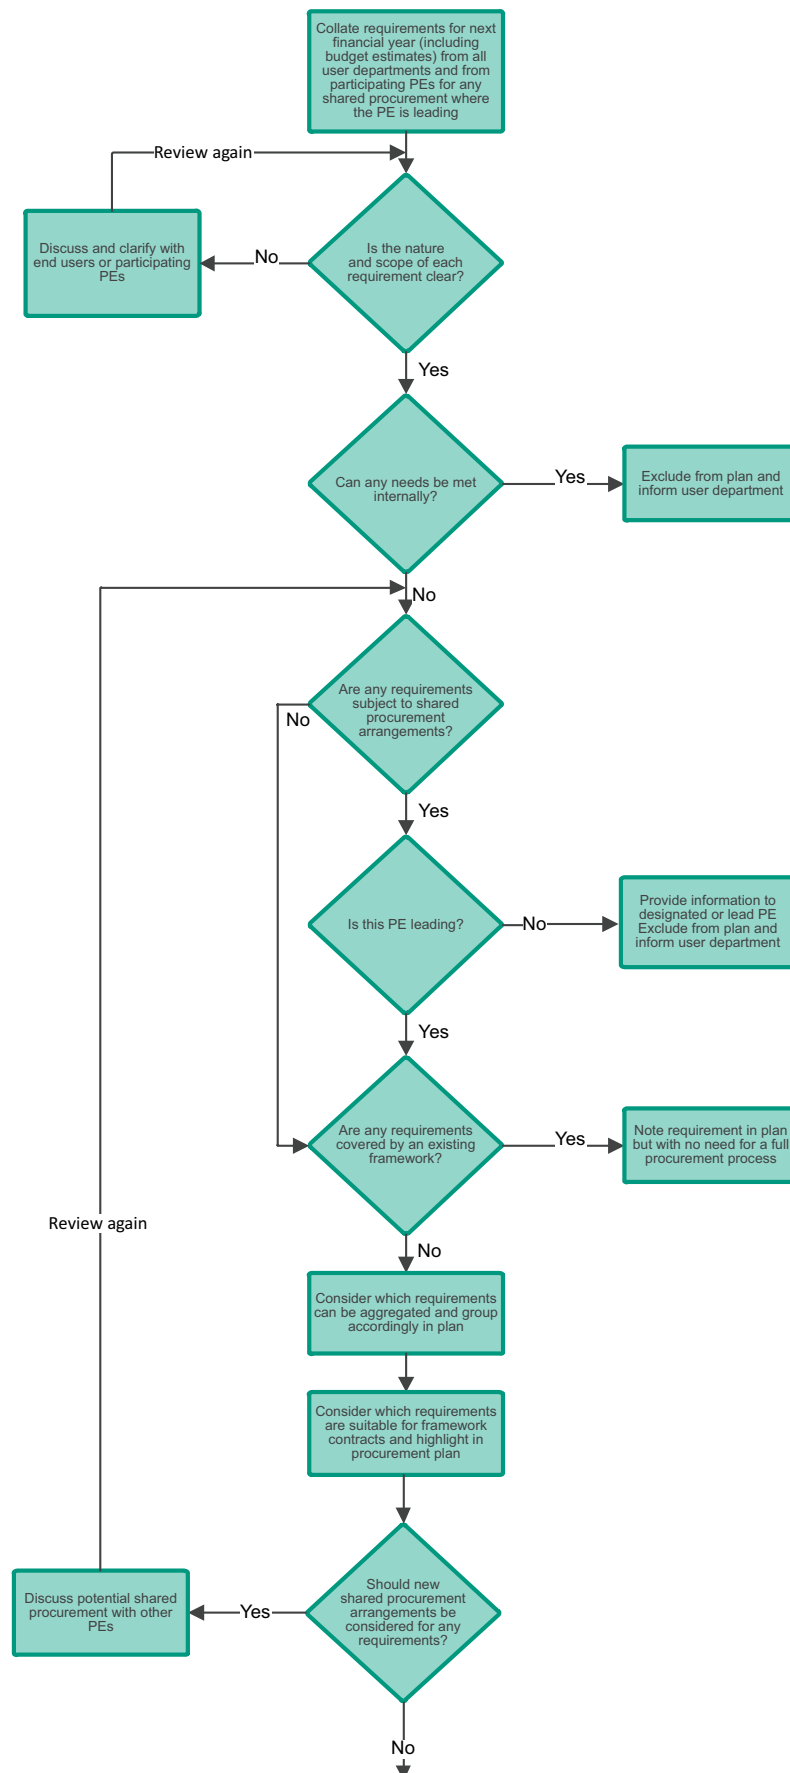 Collate requirements for next
financial year (including
budget estimates) from all
user departments and from
participating PEs for any
shared procurement where
the PE is leading
Review again
Discuss and clarify with
end users or participating
PEs
No
Is the nature
and scope of each
requirement clear?
Yes
Can any needs be met
internally?
Yes
Exclude from plan and
inform user department
No
Are any requirements
subject to shared
procurement
arrangements?
No
Yes
Is this PE leading?
No
Provide information to
designated or lead PE
Exclude from plan and
inform user department
Yes
Are any requirements
covered by an existing
framework?
Yes
Note requirement in plan
but with no need for a full
procurement process
Review again
No
Consider which requirements
can be aggregated and group
accordingly in plan
Consider which requirements
are suitable for framework
contracts and highlight in
procurement plan
Should new
shared procurement
arrangements be
considered for any
requirements?
Yes
Discuss potential shared
procurement with other
PEs
No